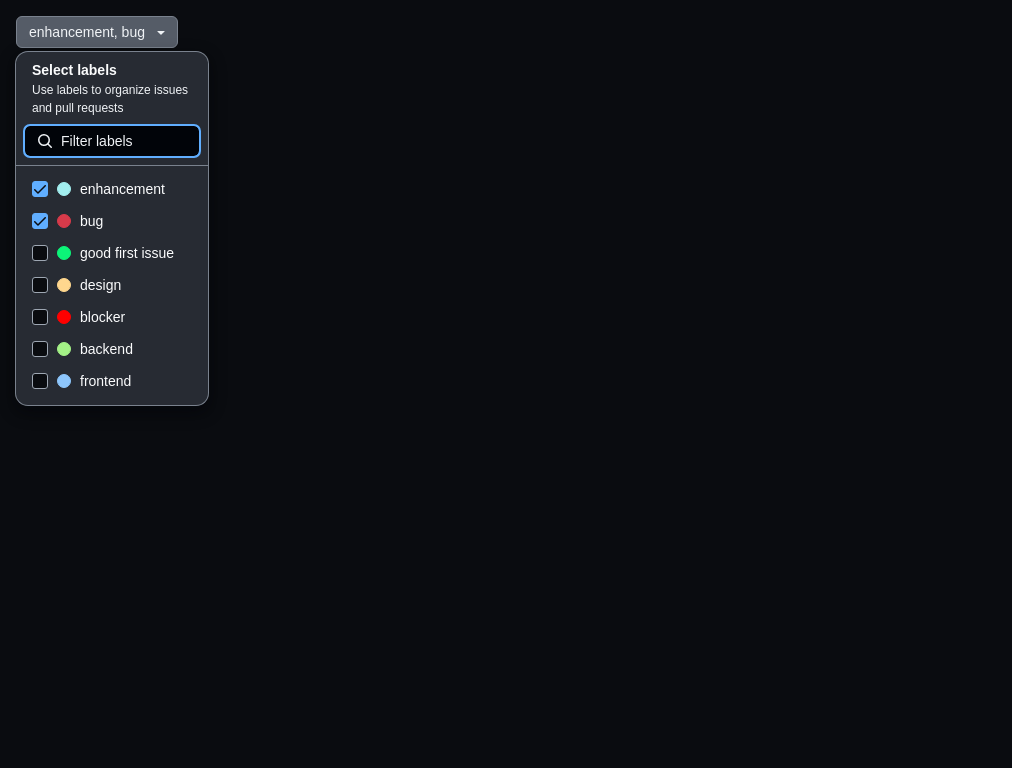 enhancement, bug
Select labels
Use labels to organize issues
and pull requests
Filter labels
enhancement
bug
good first issue
design
blocker
backend
frontend